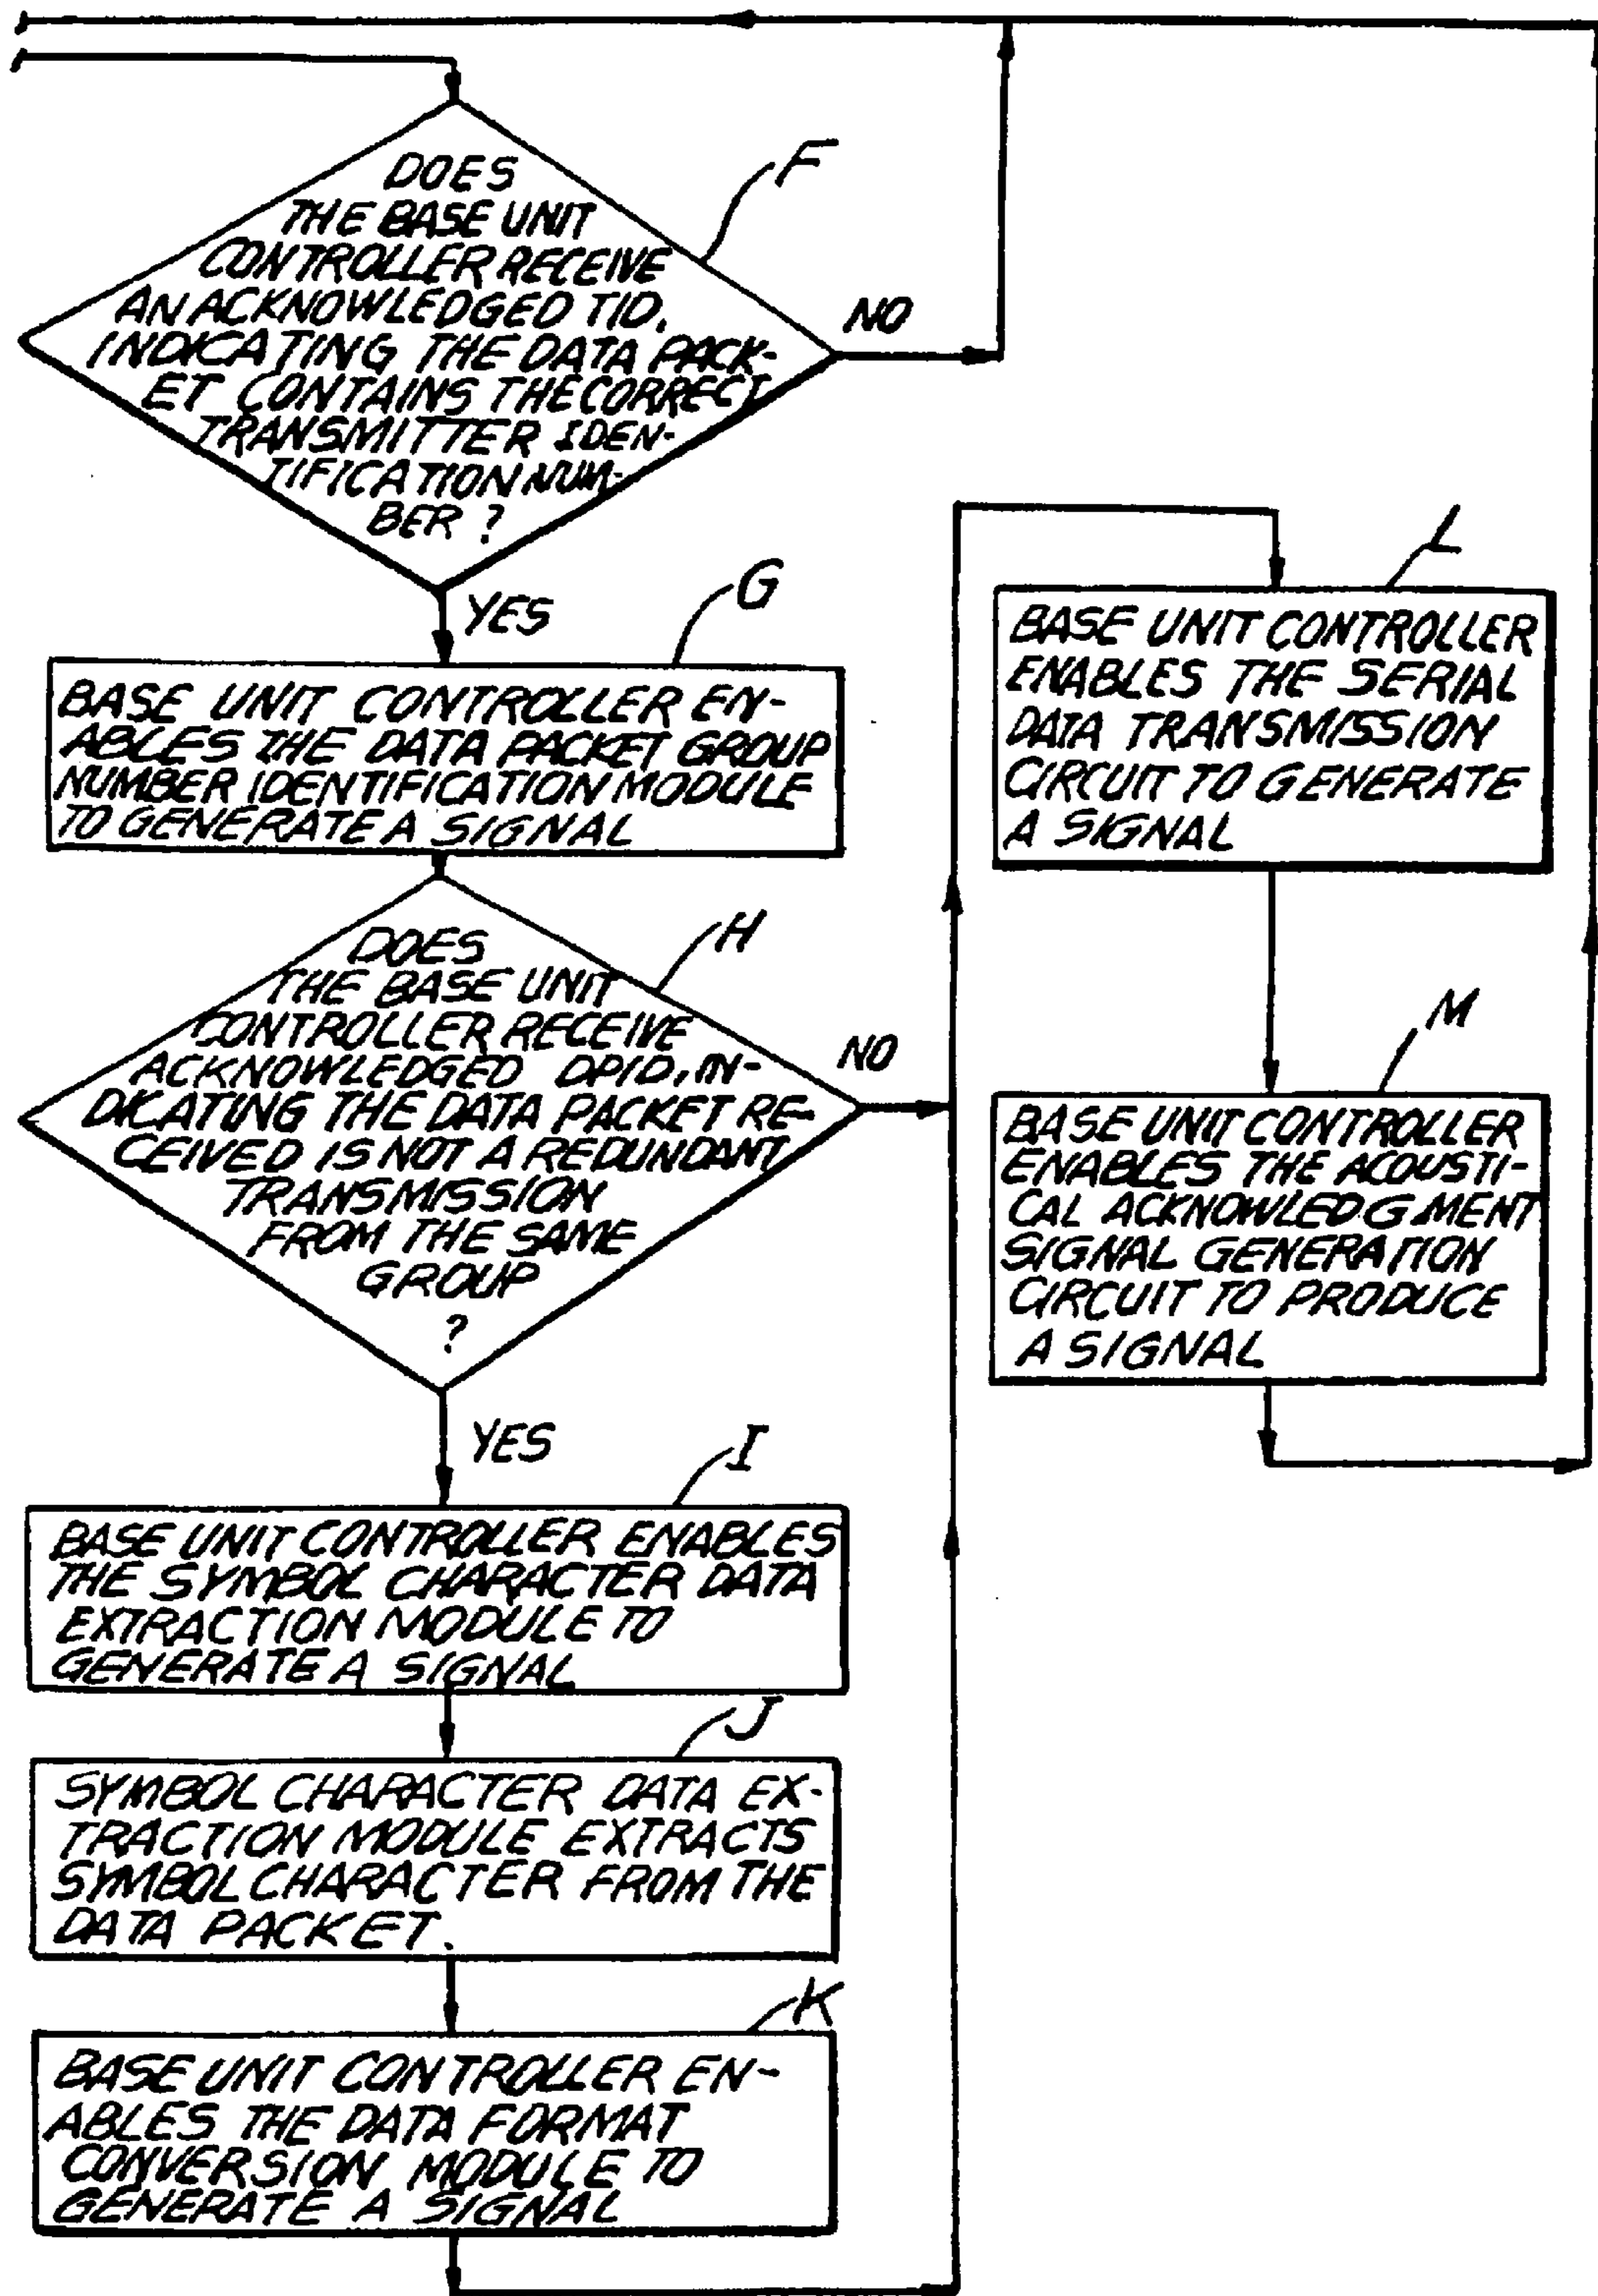 DOES
THE BASE UNIT
CONTROLLER RECEIVE
AN ACKNOWLEDGED TID,
INDICATING THE DATA PACK-
ET CONTAINS THE CORRECT
TRANSMITTER IDEN-
TIFICATION NUM-
BER ?
F
NO
YES
G
BASE UNIT CONTROLLER EN-
ABLES THE DATA PACKET GROUP
NUMBER IDENTIFICATION MODULE
TO GENERATE A SIGNAL
H
DOES
THE BASE UNIT
CONTROLLER RECEIVE
ACKNOWLEDGED DPID, IN-
DICATING THE DATA PACKET RE-
CEIVED IS NOT A REDUNDANT
TRANSMISSION
FROM THE SAME
GROUP
?
NO
YES
I
BASE UNIT CONTROLLER ENABLES
THE SYMBOL CHARACTER DATA
EXTRACTION MODULE TO
GENERATE A SIGNAL
J
SYMBOL CHARACTER DATA EX-
TRACTION MODULE EXTRACTS
SYMBOL CHARACTER FROM THE
DATA PACKET.
K
BASE UNIT CONTROLLER EN-
ABLES THE DATA FORMAT
CONVERSION MODULE TO
GENERATE A SIGNAL
L
BASE UNIT CONTROLLER
ENABLES THE SERIAL
DATA TRANSMISSION
CIRCUIT TO GENERATE
A SIGNAL
M
BASE UNIT CONTROLLER
ENABLES THE ACOUSTI-
CAL ACKNOWLEDGMENT
SIGNAL GENERATION
CIRCUIT TO PRODUCE
A SIGNAL